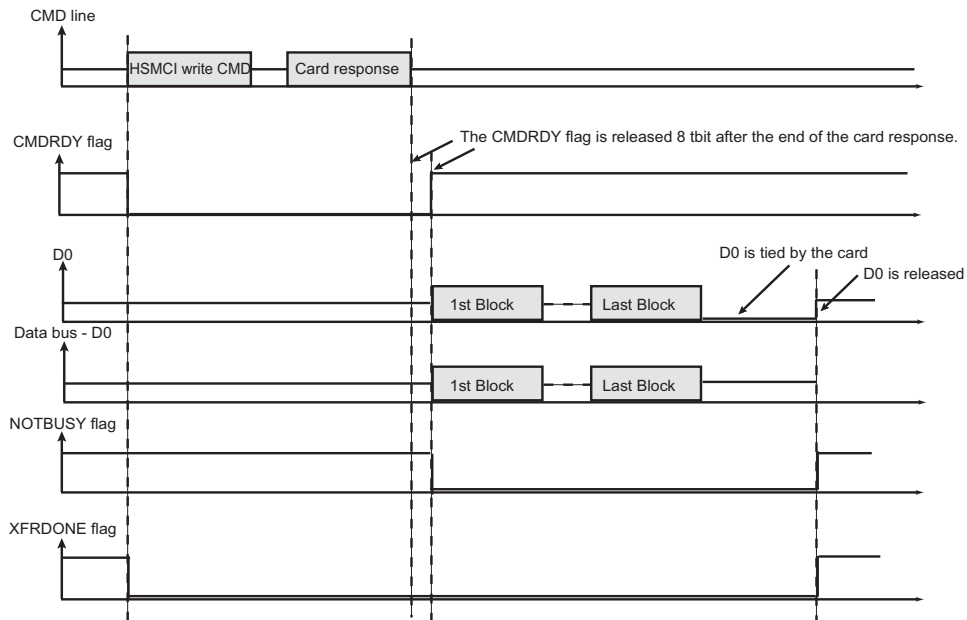 CMD line
HSMCI write CMD
Card response
CMDRDY flag
The CMDRDY flag is released 8 tbit after the end of the card response.
D0
D0 is tied by the card
D0 is released
1st Block
Last Block
Data bus - D0
1st Block
Last Block
NOTBUSY flag
XFRDONE flag